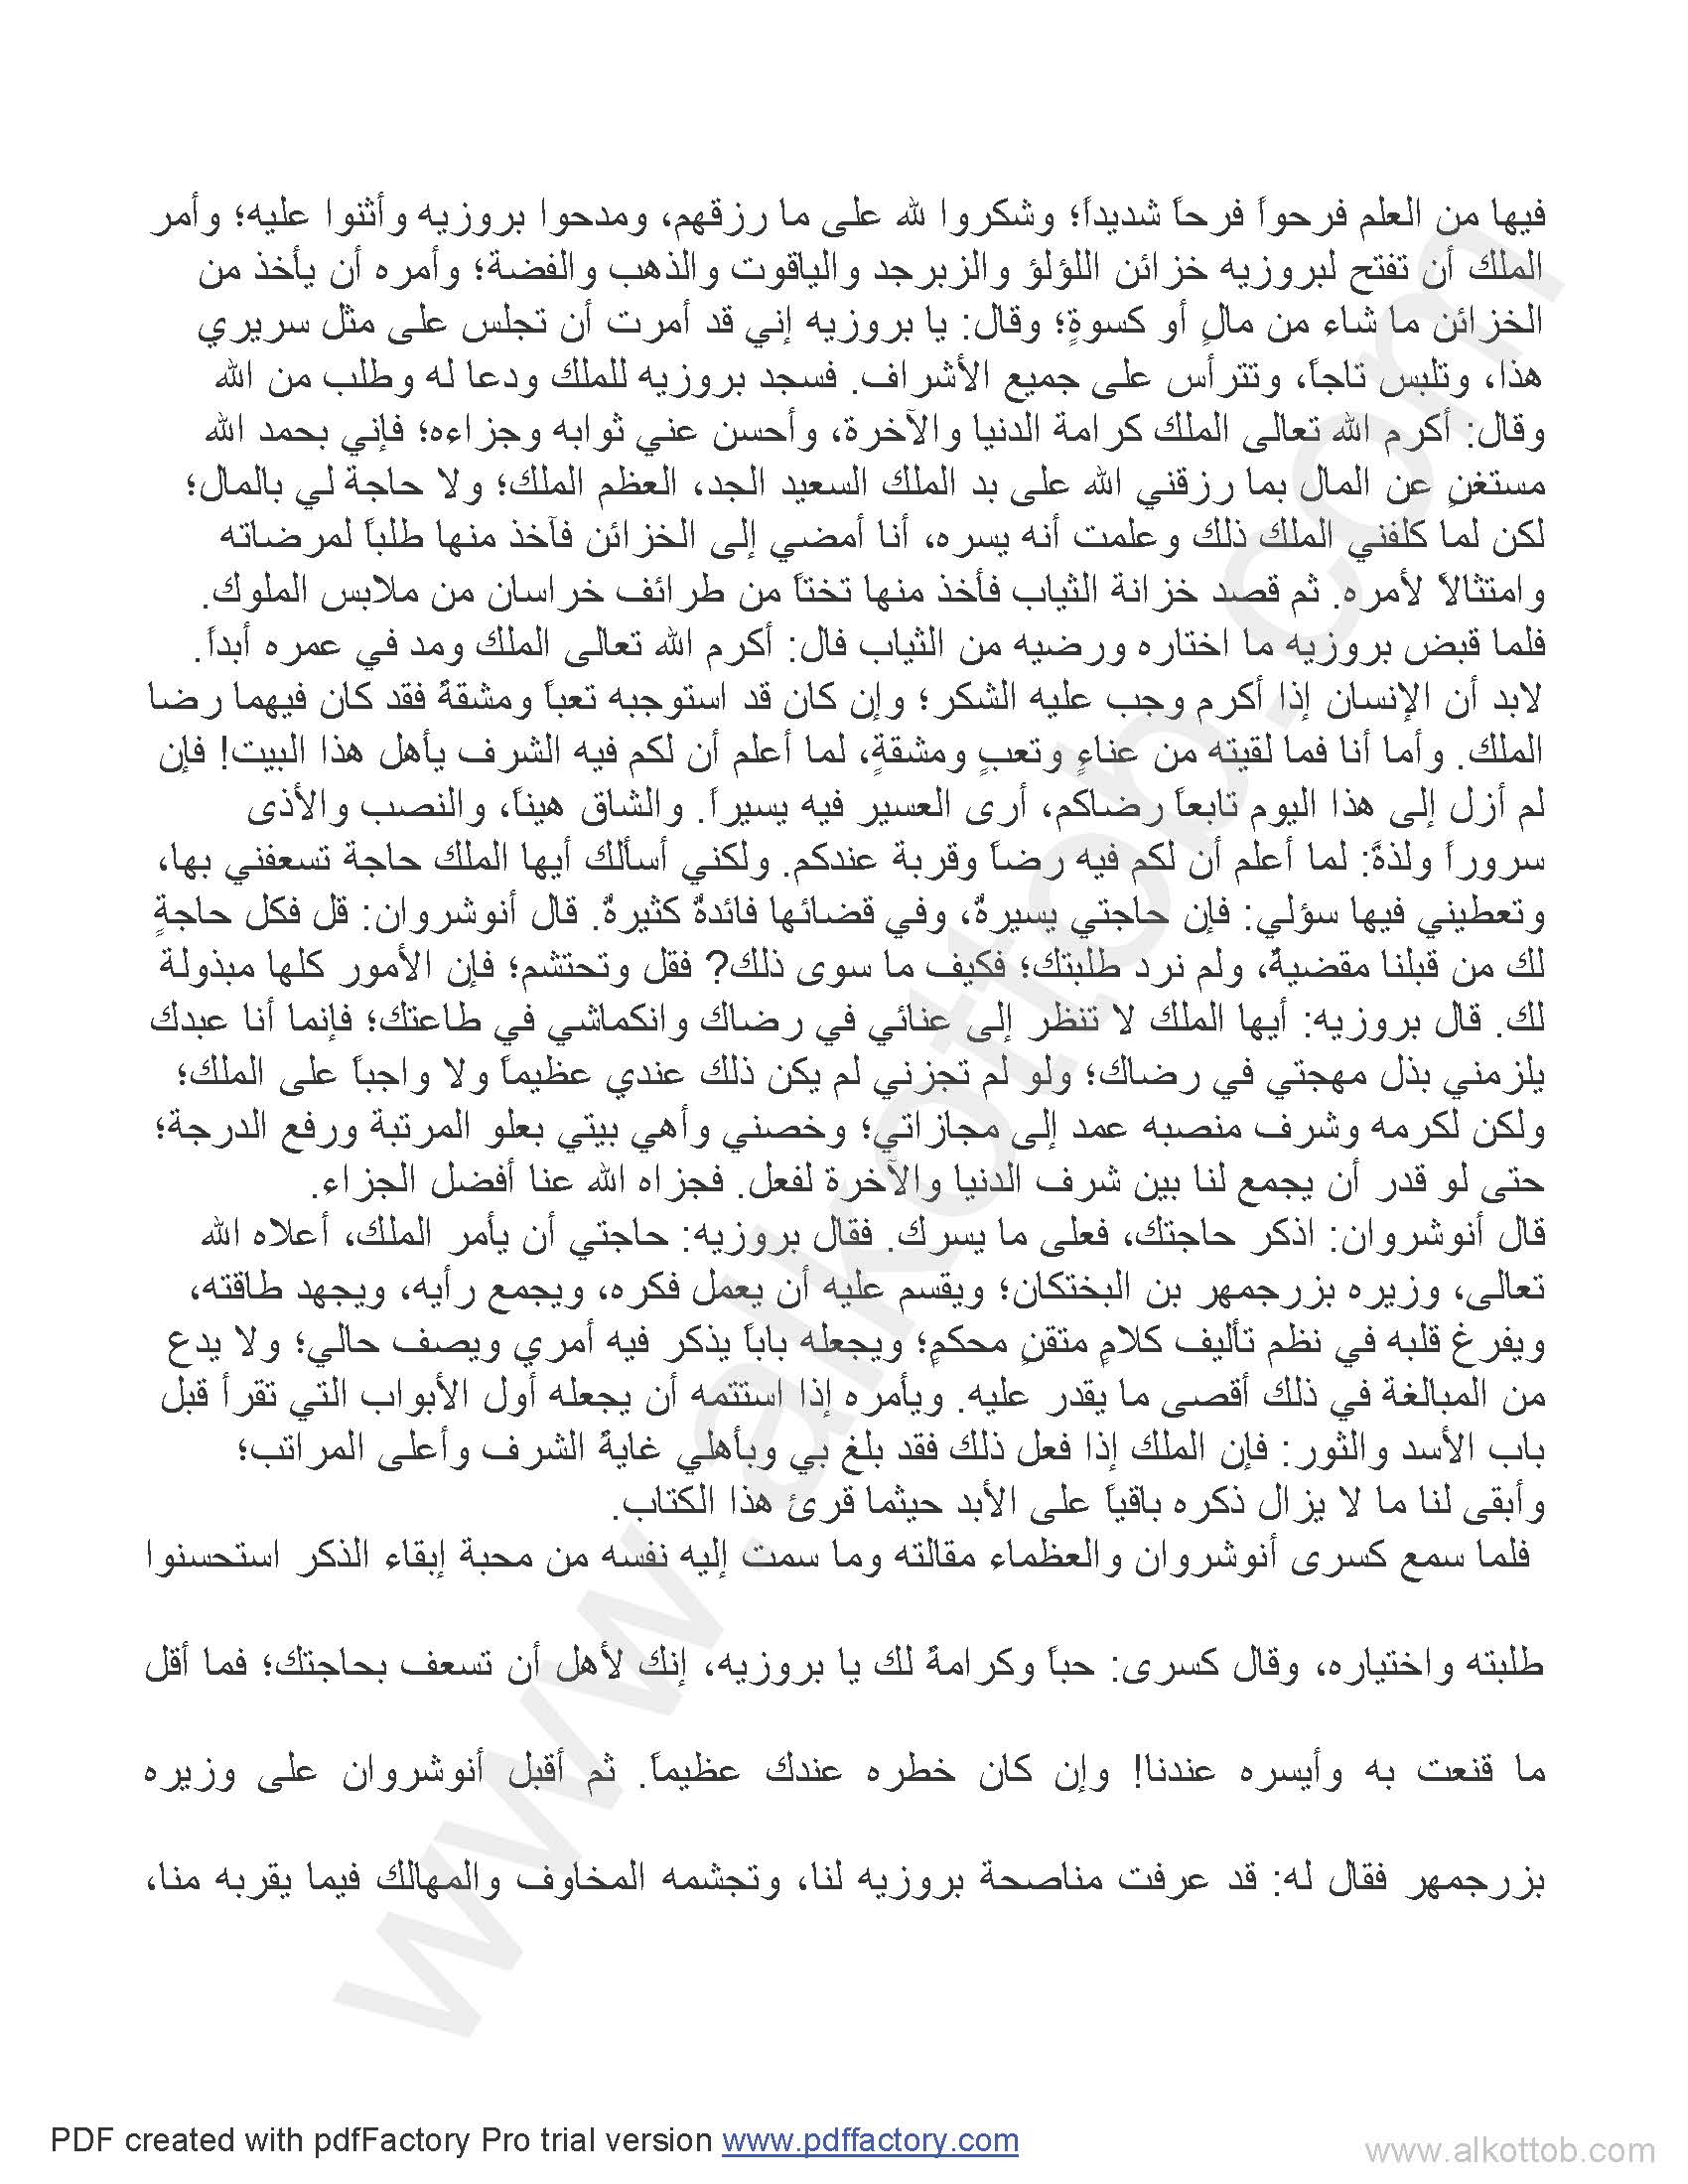 فيها من العلم فرحواً فرحاً شديداً؛ وشكروا لله على ما رزقهم، ومدحوا بروزيه وأثنوا عليه؛ وأمر
الملك أن تفتح لبروزيه خزائن اللؤلؤ والزبرجد والياقوت والذهب والفضة؛ وأمره أن يأخذ من
الخزائن ما شاء من مالٍ أو كسوةٍ؛ وقال: يا بروزيه إني قد أمرت أن تجلس على مثل سريري
هذا، وتلبس تاجاً، وتترأس على جميع الأشراف. فسجد بروزيه للملك ودعا له وطلب من الله
وقال: أكرم الله تعالى الملك كرامة الدنيا والآخرة، وأحسن عني ثوابه وجزاءه؛ فإني بحمد الله
مستغنٍ عن المال بما رزقني الله على بد الملك السعيد الجد، العظم الملك؛ ولا حاجة لي بالمال؛
لكن لما كلفني الملك ذلك وعلمت أنه يسره، أنا أمضي إلى الخزائن فآخذ منها طلباً لمرضاته
وامتثالاً لأمره. ثم قصد خزانة الثياب فأخذ منها تختاً من طرائف خراسان من ملابس الملوك.
فلما قبض بروزيه ما اختاره ورضيه من الثياب فال: أكرم الله تعالى الملك ومد في عمره أبداً.
لابد أن الإنسان إذا أكرم وجب عليه الشكر؛ وإن كان قد استوجبه تعباً ومشقةً فقد كان فيهما رضا
الملك. وأما أنا فما لقيته من عناءٍ وتعبٍ ومشقةٍ، لما أعلم أن لكم فيه الشرف يأهل هذا البيت! فإن
لم أزل إلى هذا اليوم تابعاً رضاكم، أرى العسير فيه يسيراً. والشاق هيناً، والنصب والأذى
سروراً ولذةً: لما أعلم أن لكم فيه رضاً وقربة عندكم. ولكني أسألك أيها الملك حاجة تسعفني بها،
وتعطيني فيها سؤلي: فإن حاجتي يسيرةٌ، وفي قضائها فائدةٌ كثيرةٌ. قال أنوشروان: قل فكل حاجةٍ
لك من قبلنا مقضيةٌ، ولم نرد طلبتك؛ فكيف ما سوى ذلك? فقل وتحتشم؛ فإن الأمور كلها مبذولة
لك. قال بروزيه: أيها الملك لا تنظر إلى عنائي في رضاك وانكماشي في طاعتك؛ فإنما أنا عبدك
يلزمني بذل مهجتي في رضاك؛ ولو لم تجزني لم يكن ذلك عندي عظيماً ولا واجباً على الملك؛
ولكن لكرمه وشرف منصبه عمد إلى مجازاتي؛ وخصني وأهي بيتي بعلو المرتبة ورفع الدرجة؛
حتى لو قدر أن يجمع لنا بين شرف الدنيا والآخرة لفعل. فجزاه الله عنا أفضل الجزاء.
قال أنوشروان: اذكر حاجتك، فعلى ما يسرك. فقال بروزيه: حاجتي أن يأمر الملك، أعلاه الله
تعالى، وزيره بزرجمهر بن البختكان؛ ويقسم عليه أن يعمل فكره، ويجمع رأيه، ويجهد طاقته،
ويفرغ قلبه في نظم تأليف كلامٍ متقنٍ محكمٍ؛ ويجعله باباً يذكر فيه أمري ويصف حالي؛ ولا يدع
من المبالغة في ذلك أقصى ما يقدر عليه. ويأمره إذا استتمه أن يجعله أول الأبواب التي تقرأ قبل
باب الأسد والثور: فإن الملك إذا فعل ذلك فقد بلغ بي وبأهلي غايةً الشرف وأعلى المراتب؛
وأبقى لنا ما لا يزال ذكره باقياً على الأبد حيثما قرئ هذا الكتاب.
فلما سمع كسرى أنوشروان والعظماء مقالته وما سمت إليه نفسه من محبة إبقاء الذكر استحسنوا
طلبته واختياره، وقال كسرى: حباً وكرامةً لك يا بروزيه، إنك لأهل أن تسعف بحاجتك؛ فما أقل
ما قنعت به وأيسره عندنا! وإن كان خطره عندك عظيماً. ثم أقبل أنوشروان على وزيره
بزرجمهر فقال له: قد عرفت مناصحة بروزيه لنا، وتجشمه المخاوف والمهالك فيما يقربه منا،
www.alkottob.com
PDF created with pdfFactory Pro trial version www.pdffactory.com
www.alkottob.com